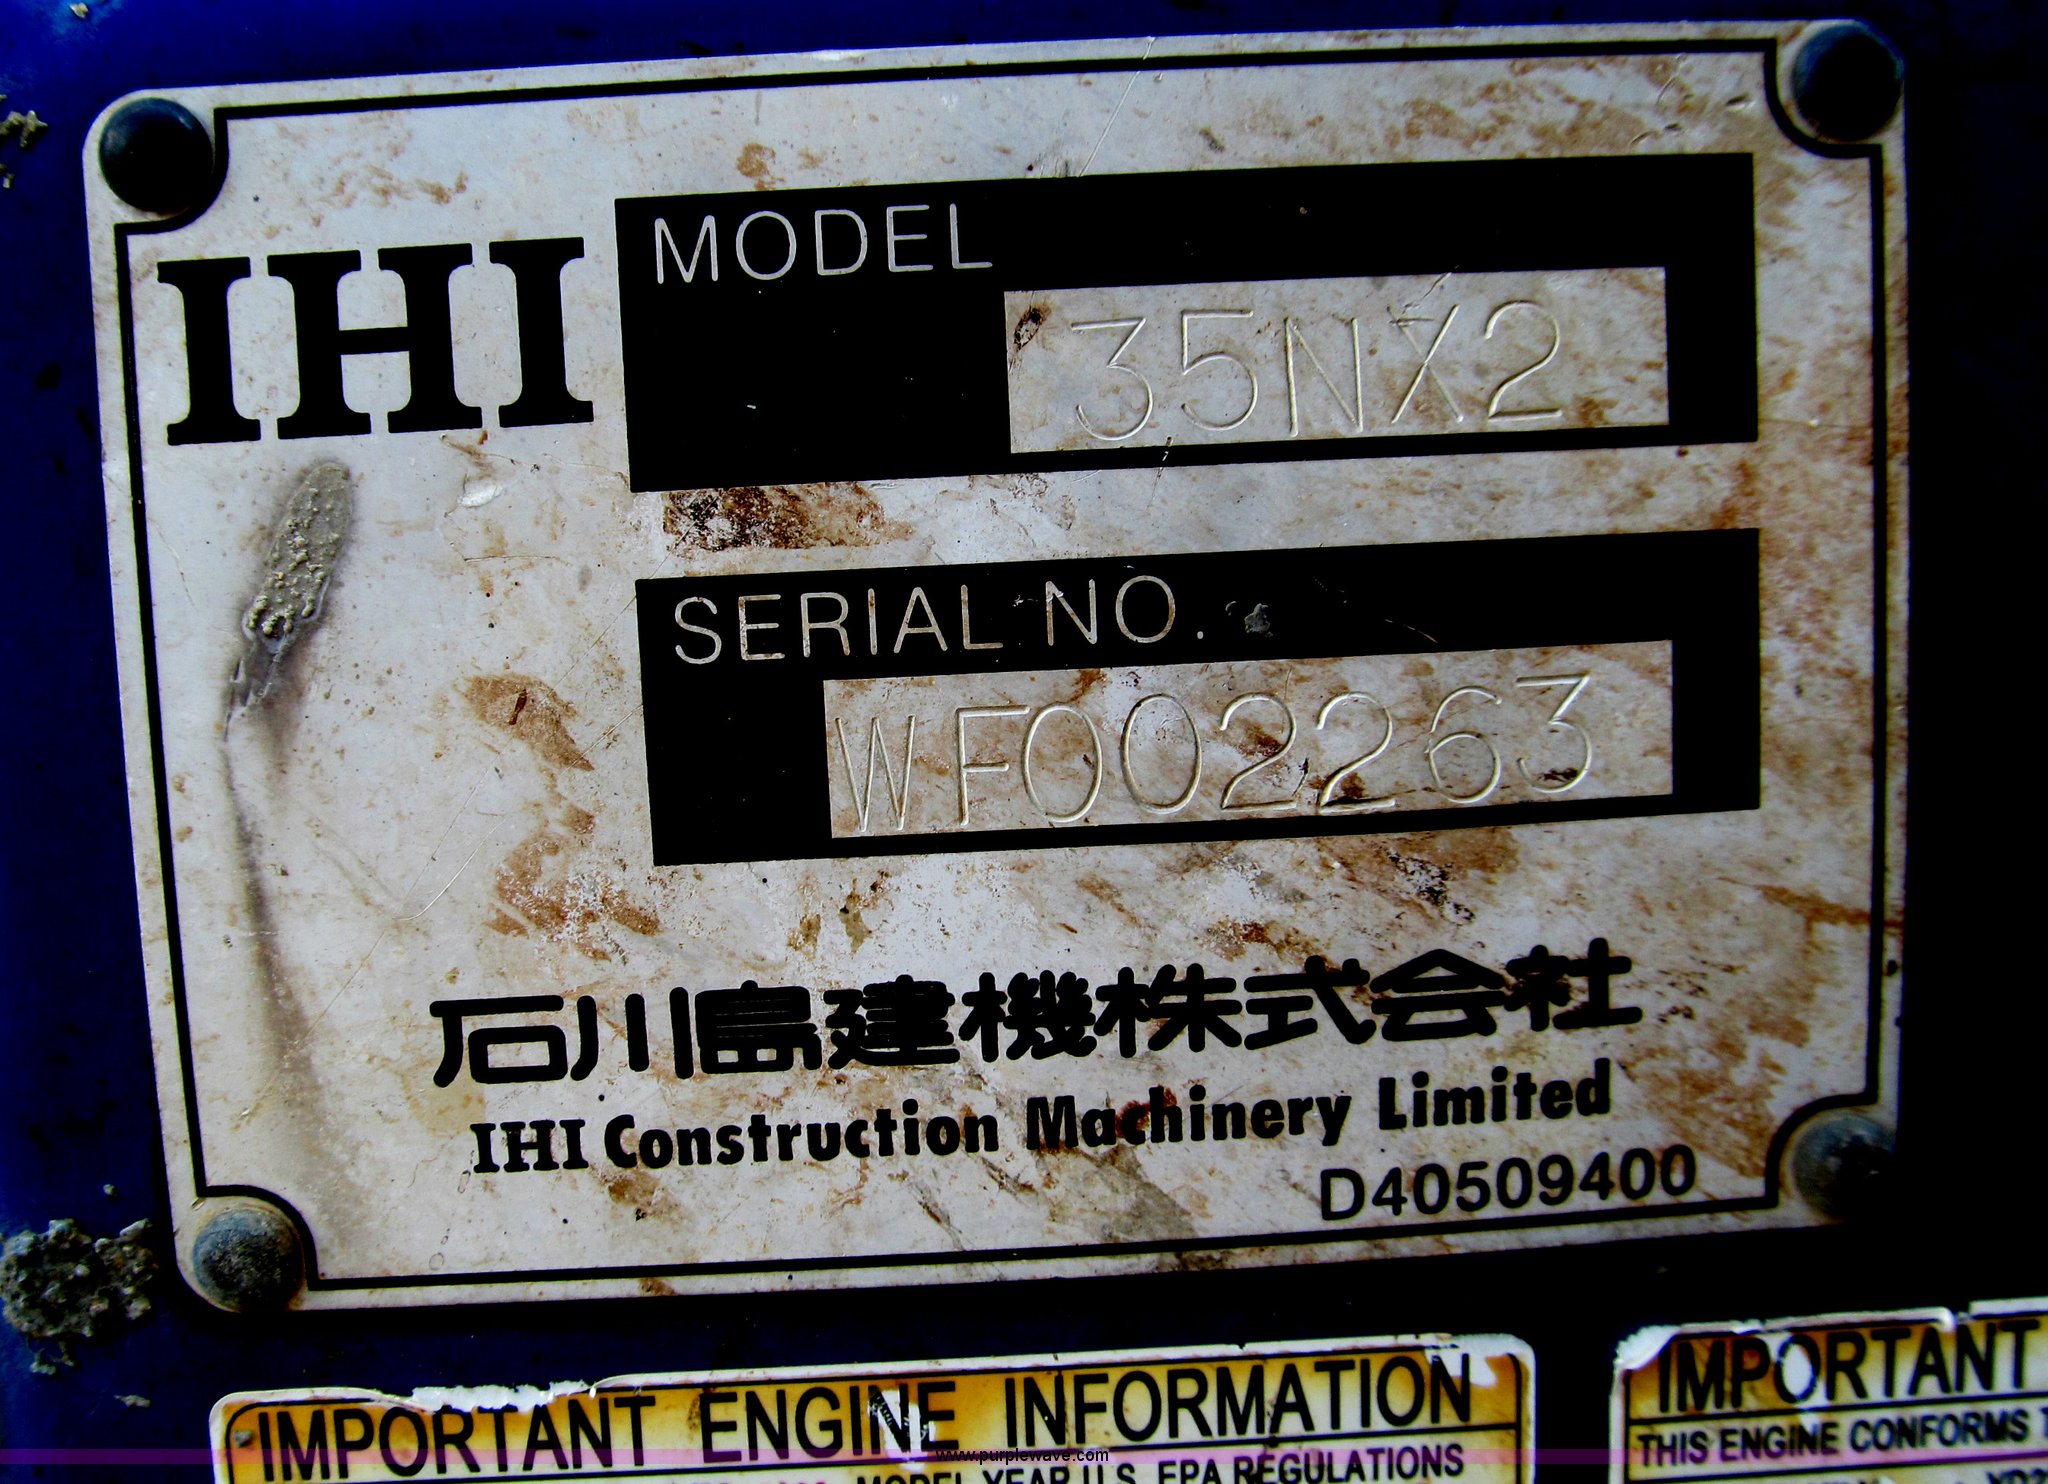 IHI
MODEL
35NX2
SERIAL NO.
WF002263
石川島建機株式会社
IHI Construction Machinery Limited
D40509400
IMPORTANT ENGINE INFORMATION
MODEL YEAR U.S. EPA REGULATIONS
IMPORTANT
THIS ENGINE CONFORMS
www.purplewave.com